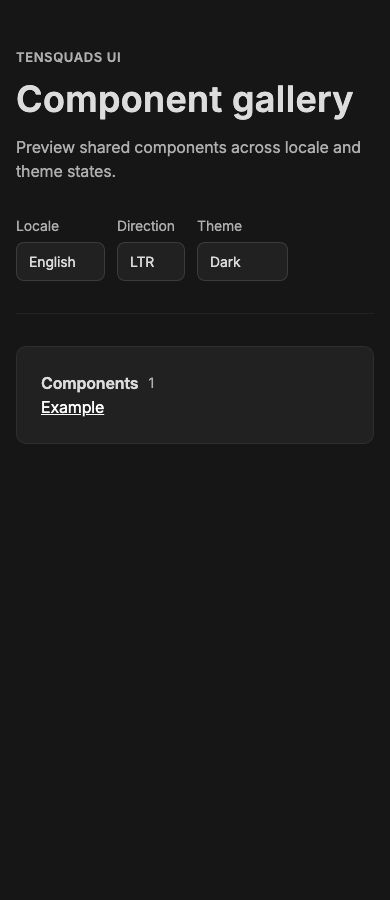 TENSQUADS UI
Component gallery
Preview shared components across locale and
theme states.
Locale Direction Theme
English LTR Dark
Components 1
Example